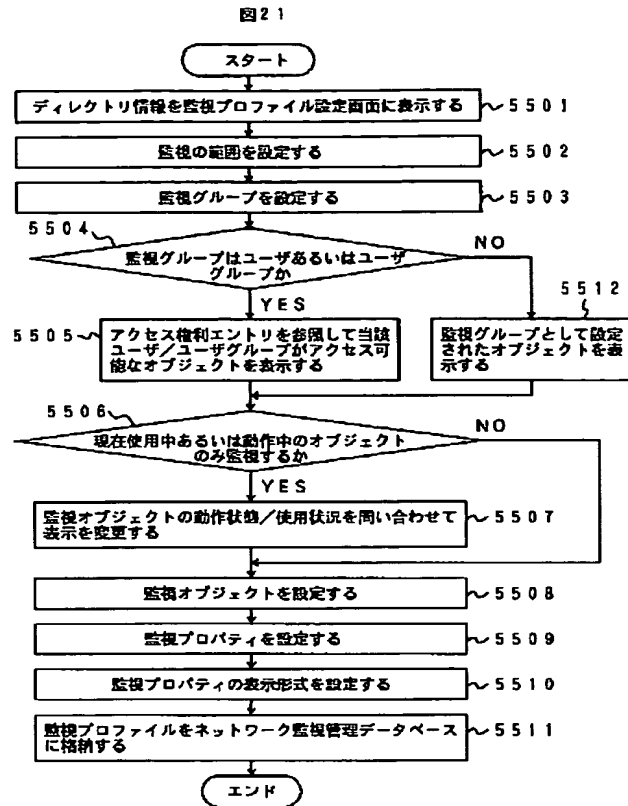 図21
スタート
ディレクトリ情報を監視プロファイル設定画面に表示する
5501
監視の範囲を設定する
5502
監視グループを設定する
5503
5504
監視グループはユーザあるいはユーザ
グループか
NO
YES
5505
アクセス権利エントリを参照して当該
ユーザ/ユーザグループがアクセス可能
なオブジェクトを表示する
5512
監視グループとして設定
されたオブジェクトを表
示する
5506
現在使用中あるいは動作中のオブジェクト
のみ監視するか
NO
YES
監視オブジェクトの動作状態/使用状況を問い合わせて
表示を変更する
5507
監視オブジェクトを設定する
5508
監視プロパティを設定する
5509
監視プロパティの表示形式を設定する
5510
監視プロファイルをネットワーク監視管理データベース
に格納する
5511
エンド